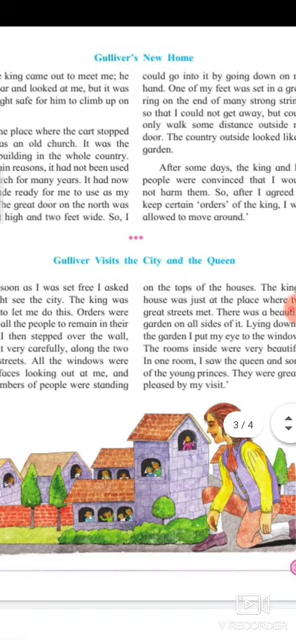 Gulliver's New Home
e king came out to meet me; he
ar and looked at me, but it was
ght safe for him to climb up on
he place where the cart stopped
as an old church. It was the
building in the whole country.
ain reasons, it had not been used
rch for many years. It had now
de ready for me to use as my
he great door on the north was
t high and two feet wide. So, I
could go into it by going down on m
hand. One of my feet was set in a gre
ring on the end of many strong strin
so that I could not get away, but cou
only walk some distance outside m
door. The country outside looked like
garden.
After some days, the king and h
people were convinced that I wou
not harm them. So, after I agreed
keep certain 'orders' of the king, I w
allowed to move around.'
***
Gulliver Visits the City and the Queen
soon as I was set free I asked
ht see the city. The king was
to let me do this. Orders were
all the people to remain in their
I then stepped over the wall,
t very carefully, along the two
streets. All the windows were
faces looking out at me, and
mbers of people were standing
on the tops of the houses. The king
house was just at the place where t
great streets met. There was a beauti
garden on all sides of it. Lying down
the garden I put my eye to the window
The rooms inside were very beautif
In one room, I saw the queen and son
of the young princes. They were great
pleased by my visit.'
3/4
V RECORDER